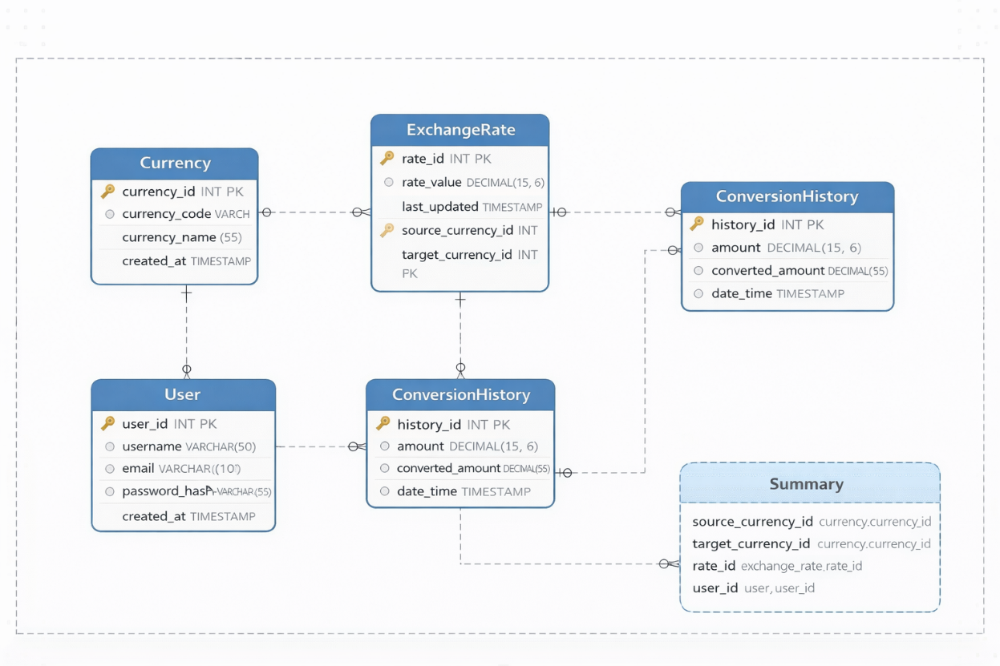 Currency
currency_id INT PK
currency_code VARCH
currency_name (55)
created_at TIMESTAMP
ExchangeRate
rate_id INT PK
rate_value DECIMAL(15, 6)
last_updated TIMESTAMP
source_currency_id INT
target_currency_id INT
PK
ConversionHistory
history_id INT PK
amount DECIMAL(15, 6)
converted_amount DECIMAL(55)
date_time TIMESTAMP
User
user_id INT PK
username VARCHAR(50)
email
VARCHAR(55)
created_at TIMESTAMP
ConversionHistory
history_id INT PK
amount DECIMAL(15, 6)
converted_amount DECIMAL(55)
date_time TIMESTAMP
Summary
source_currency_id currency.currency_id
target_currency_id currency.currency_id
rate_id exchange_rate.rate_id
user_id user, user_id